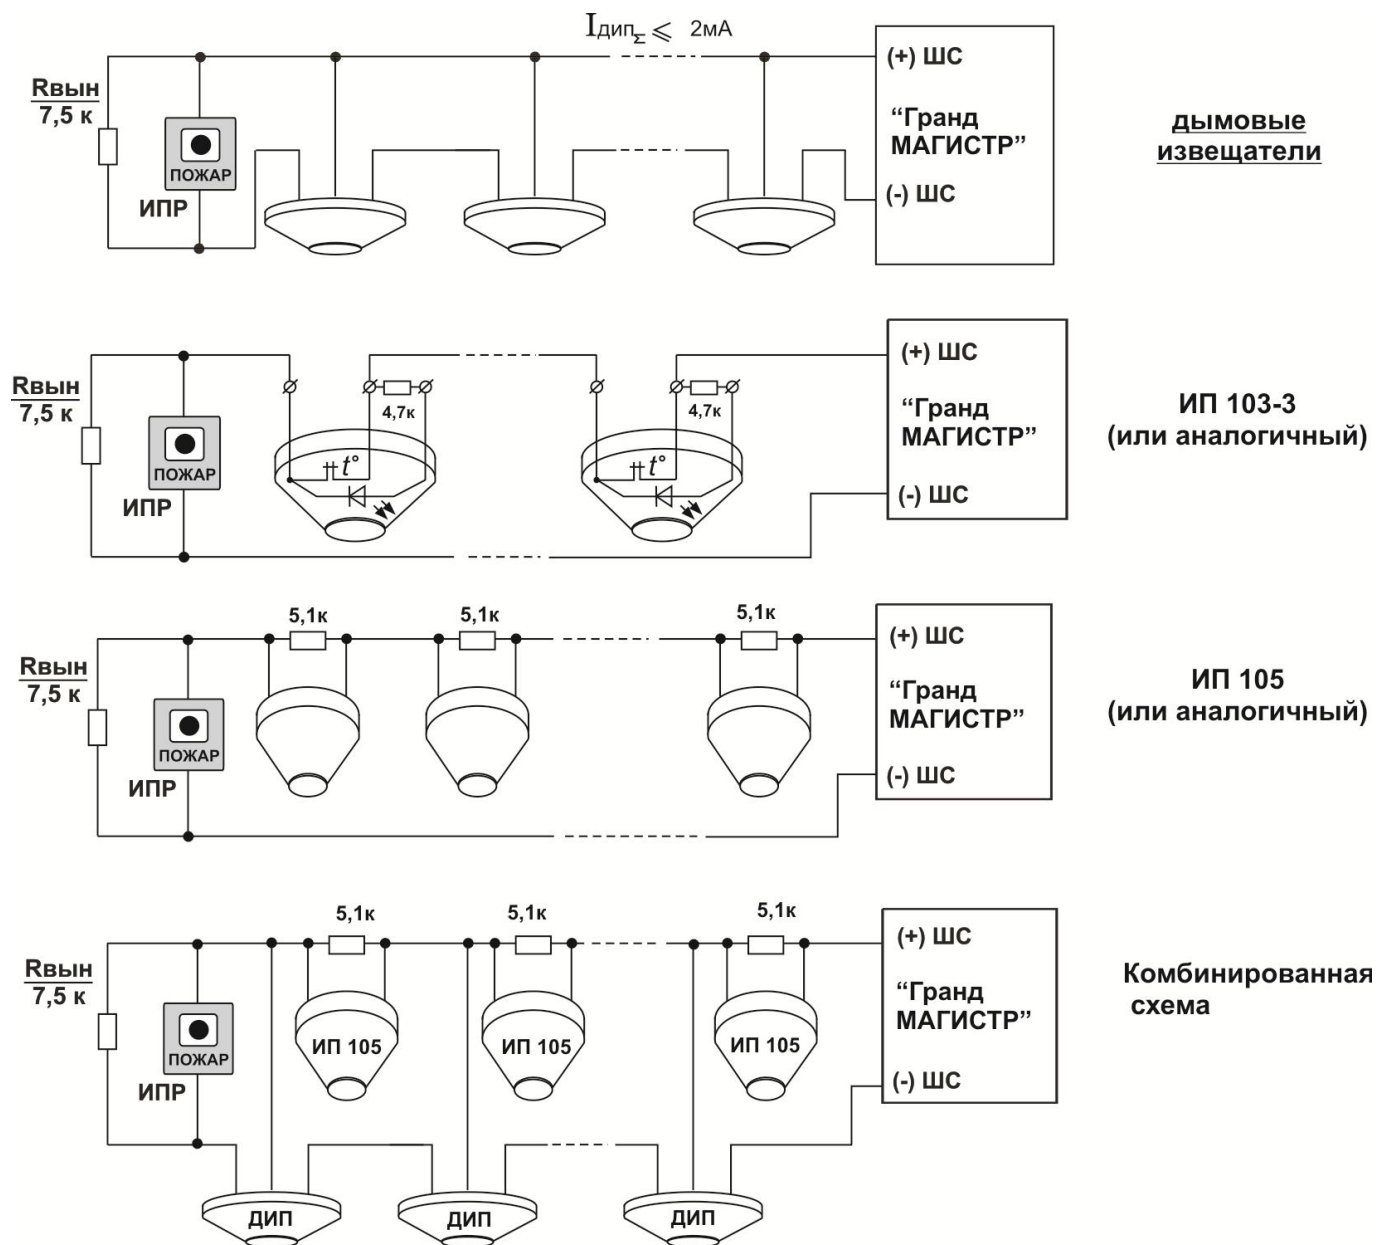 IДИП Σ ⩽ 2мА
Rвын
7,5 к
ПОЖАР
ИПР
(+) ШС
“Гранд
МАГИСТР”
(-) ШС
дымовые
извещатели
Rвын
7,5 к
ПОЖАР
ИПР
4,7к
t°
4,7к
t°
(+) ШС
“Гранд
МАГИСТР”
(-) ШС
ИП 103-3
(или аналогичный)
5,1к
5,1к
5,1к
Rвын
7,5 к
ПОЖАР
ИПР
(+) ШС
“Гранд
МАГИСТР”
(-) ШС
ИП 105
(или аналогичный)
5,1к
5,1к
5,1к
Rвын
7,5 к
ПОЖАР
ИПР
ИП 105
ИП 105
ИП 105
(+) ШС
“Гранд
МАГИСТР”
(-) ШС
Комбинированная
схема
ДИП
ДИП
ДИП